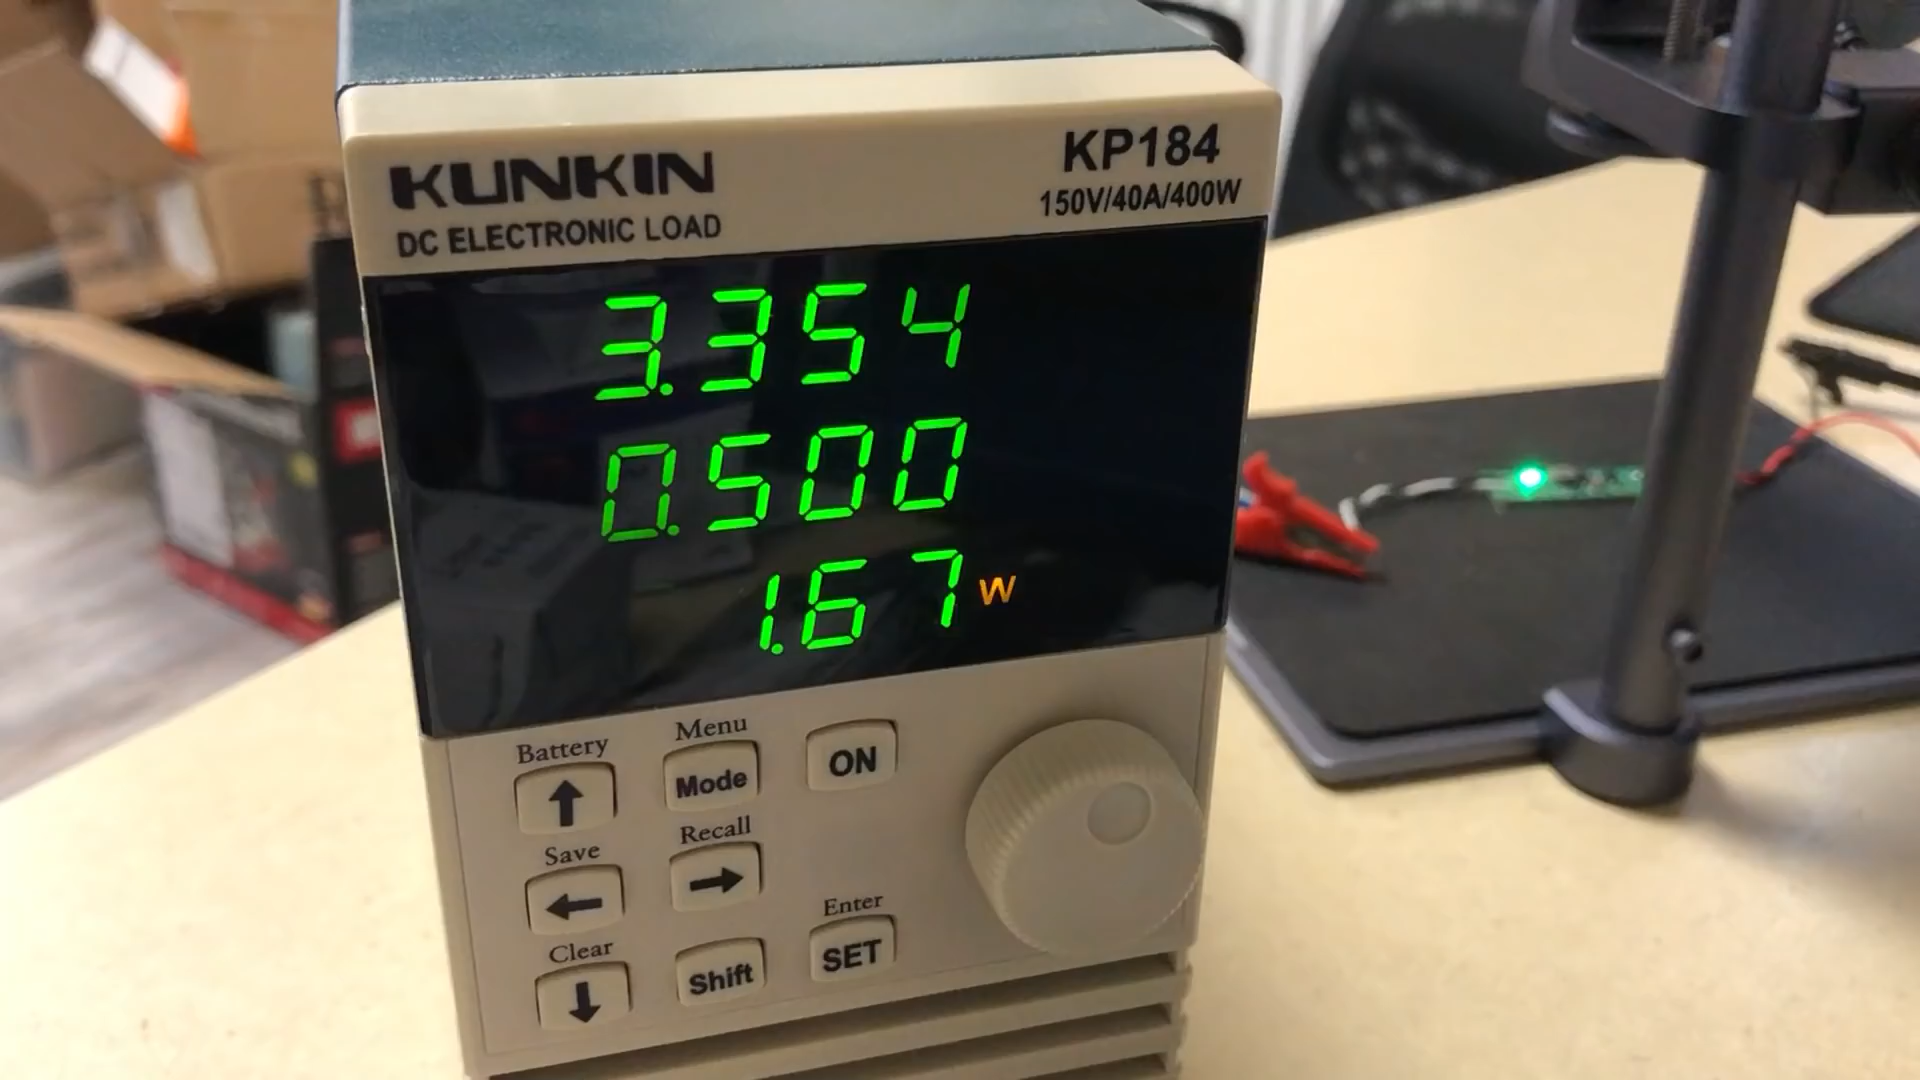 KUNKIN
DC ELECTRONIC LOAD
KP184
150V/40A/400W
3.354
0.500
1.67 W
Battery
Menu
Mode
ON
Save
Recall
Clear
Shift
Enter
SET